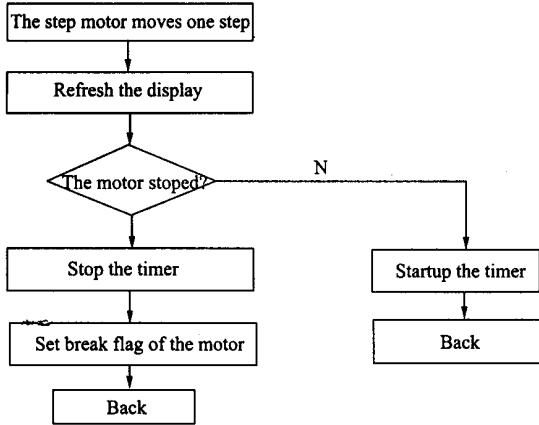 The step motor moves one step
Refresh the display
The motor stoped?
N
Stop the timer
Startup the timer
Set break flag of the motor
Back
Back